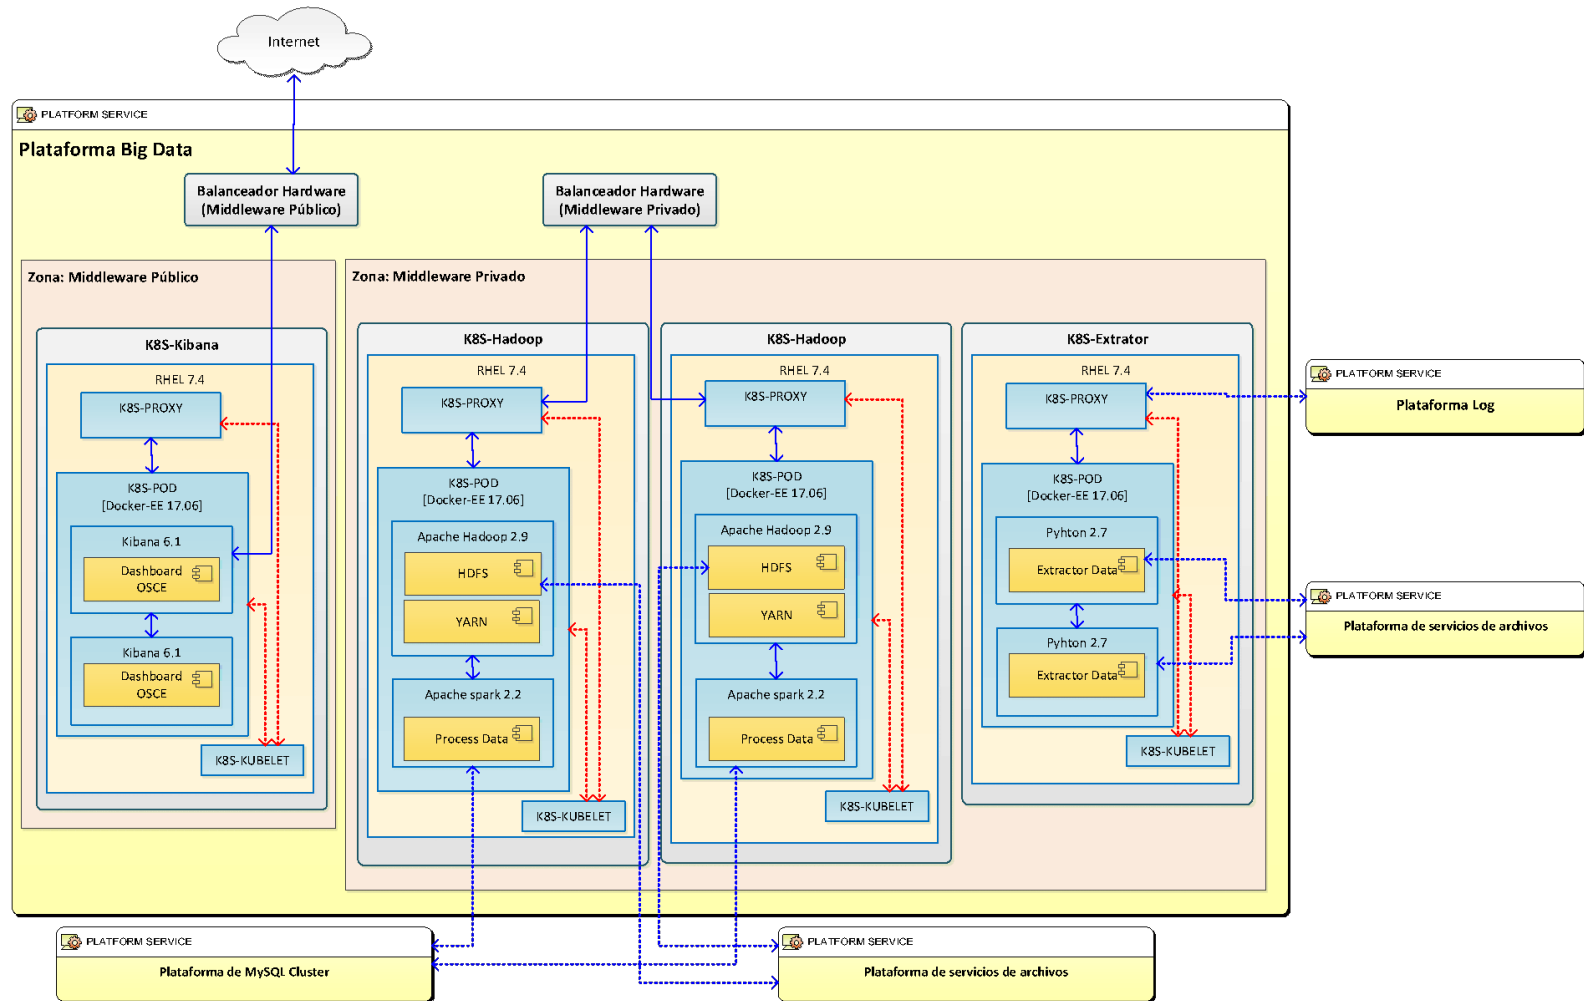 Internet
PLATFORM SERVICE
Plataforma Big Data
Balanceador Hardware
(Middleware Público)
Balanceador Hardware
(Middleware Privado)
Zona: Middleware Público
K8S-Kibana
RHEL 7.4
K8S-PROXY
K8S-POD
[Docker-EE 17.06]
Kibana 6.1
Dashboard
OSCE
Kibana 6.1
Dashboard
OSCE
K8S-KUBELET
Zona: Middleware Privado
K8S-Hadoop
RHEL 7.4
K8S-PROXY
K8S-POD
[Docker-EE 17.06]
Apache Hadoop 2.9
HDFS
YARN
Apache spark 2.2
Process Data
K8S-KUBELET
K8S-Hadoop
RHEL 7.4
K8S-PROXY
K8S-POD
[Docker-EE 17.06]
Apache Hadoop 2.9
HDFS
YARN
Apache spark 2.2
Process Data
K8S-KUBELET
K8S-Extrator
RHEL 7.4
K8S-PROXY
K8S-POD
[Docker-EE 17.06]
Pyhton 2.7
Extractor Data
Pyhton 2.7
Extractor Data
K8S-KUBELET
PLATFORM SERVICE
Plataforma Log
PLATFORM SERVICE
Plataforma de servicios de archivos
PLATFORM SERVICE
Plataforma de MySQL Cluster
PLATFORM SERVICE
Plataforma de servicios de archivos